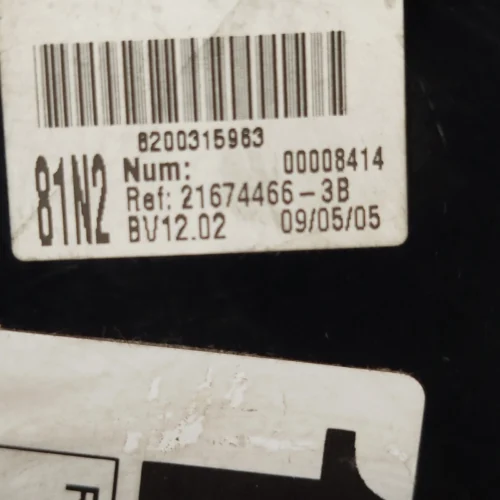 8200315963
81N2
Num: 00008414
Ref: 21674466-3B
BV12.02 09/05/05